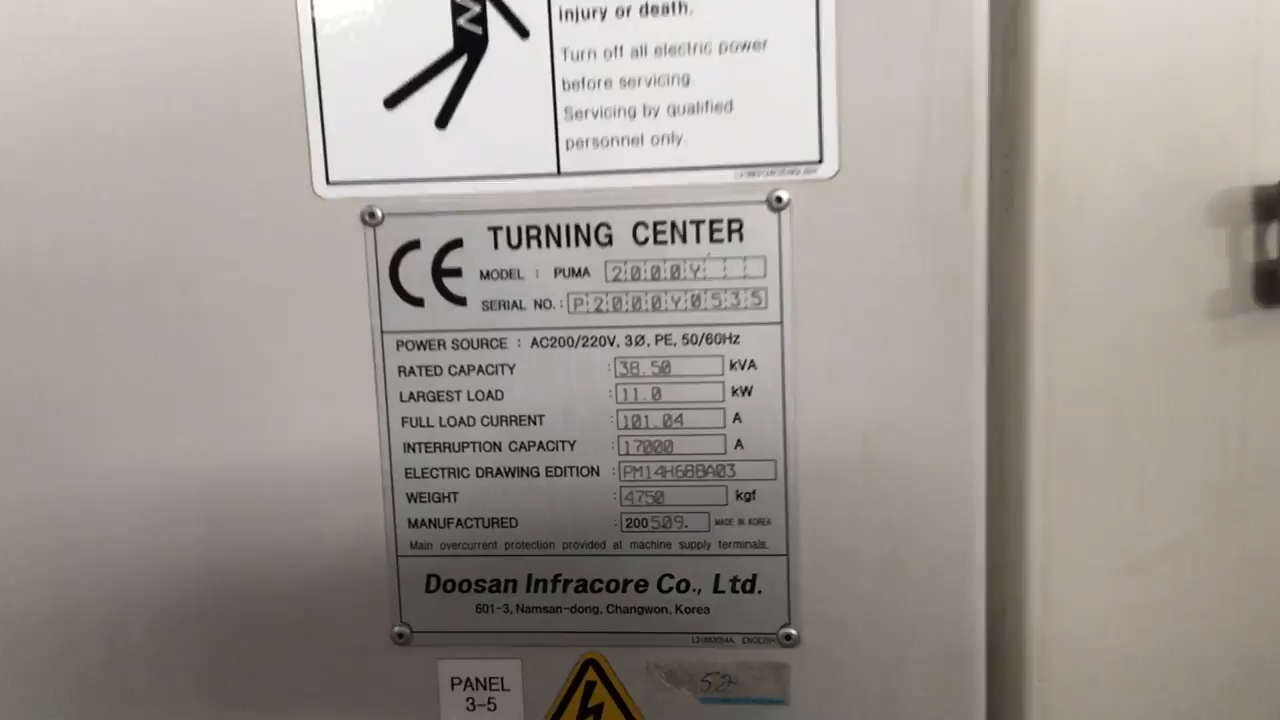 injury or death.
Turn off all electric power
before servicing.
Servicing by qualified
personnel only.
CE TURNING CENTER
MODEL : PUMA 2000Y
SERIAL NO. : P2000Y0535
POWER SOURCE : AC200/220V, 3Ø, PE, 50/60Hz
RATED CAPACITY : 38.50 kVA
LARGEST LOAD : 11.0 kW
FULL LOAD CURRENT : 101.04 A
INTERRUPTION CAPACITY : 17000 A
ELECTRIC DRAWING EDITION : PM14H6BBA03
WEIGHT : 4750 kgf
MANUFACTURED : 200509. MADE IN KOREA
Main overcurrent protection provided at machine supply terminals.
Doosan Infracore Co., Ltd.
601-3, Namsan-dong, Changwon, Korea
ENGLISH
PANEL
3-5
52